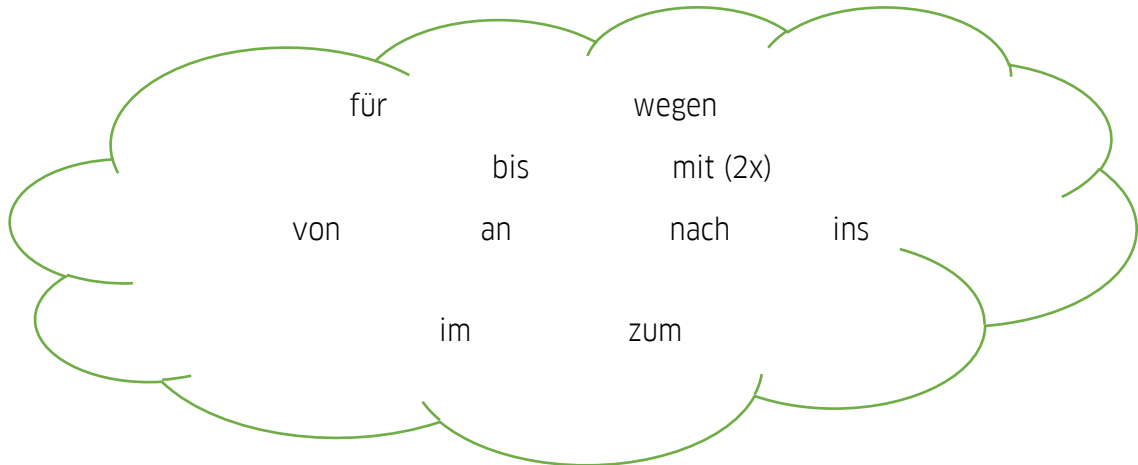 für wegen
bis mit (2x)
von an nach ins
im zum